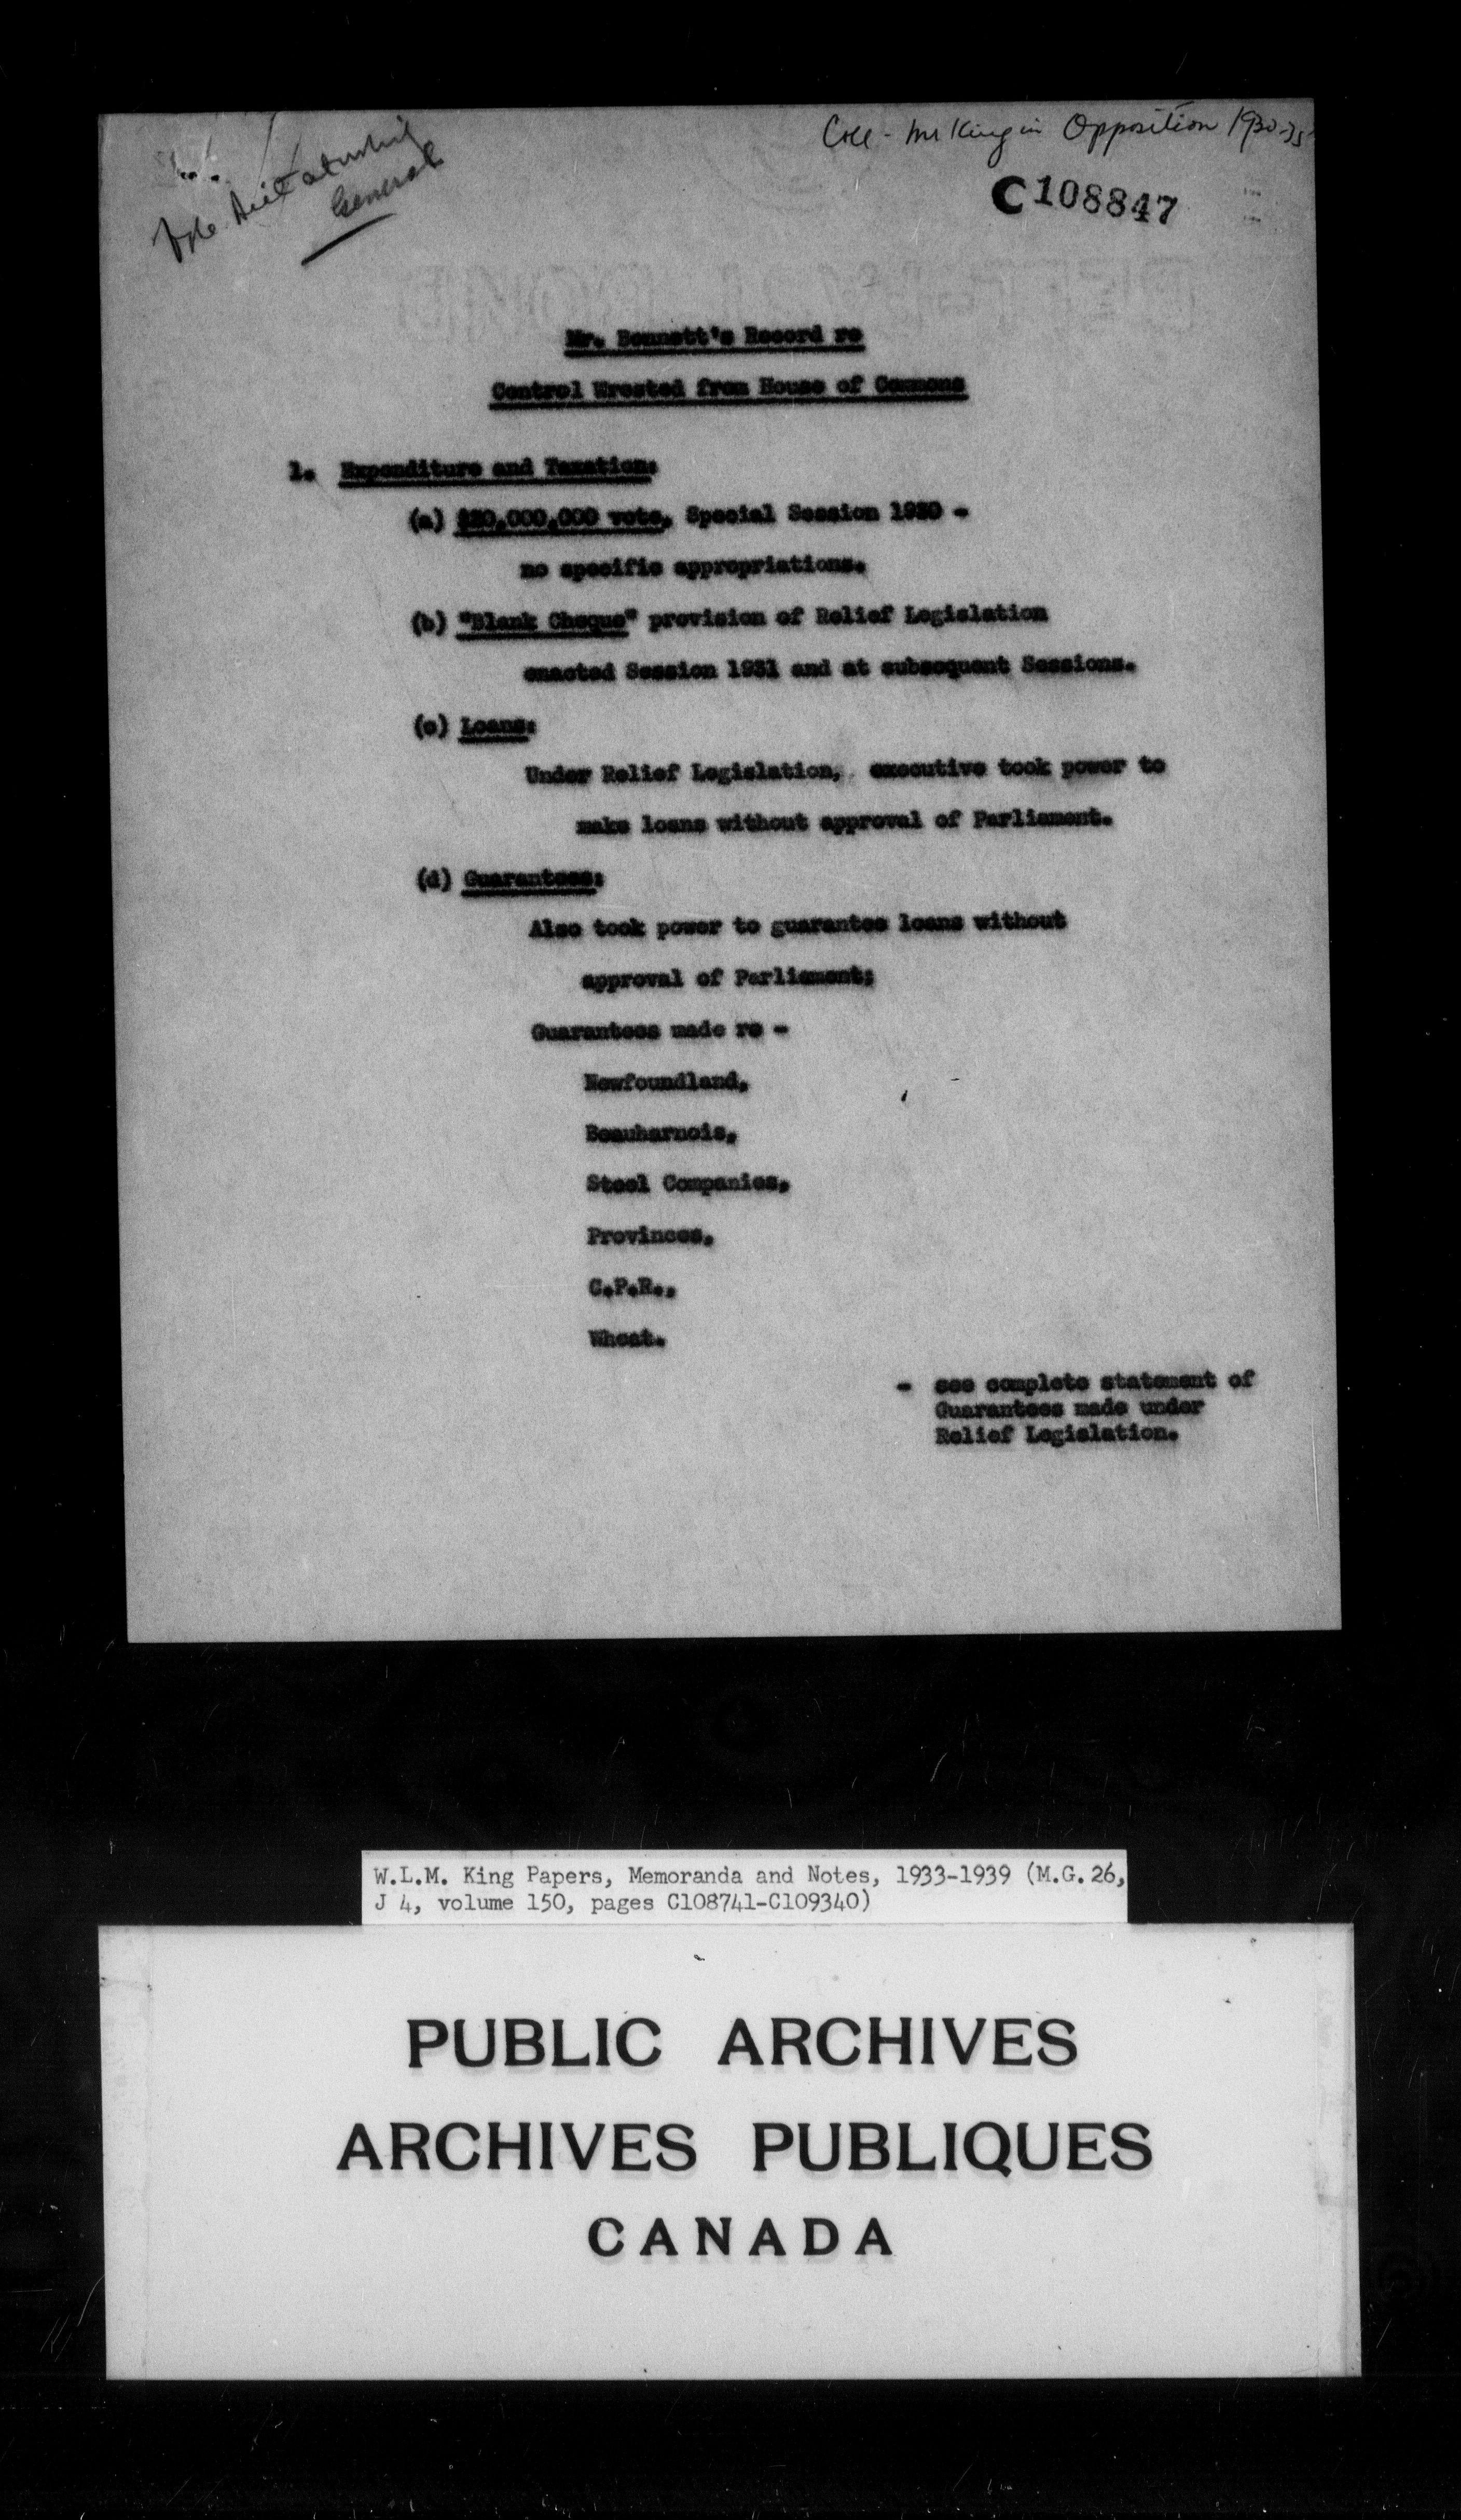 Dictatorship
General
Mr King in Opposition 1930-35
C108847
Mr. Bennett's Record re
Control Wrested from House of Commons
1. Expenditure and Taxation:
(a) $20,000,000 vote, Special Session 1930 -
no specific appropriations.
(b) "Blank Cheque" provision of Relief Legislation
enacted Session 1931 and at subsequent Sessions.
(c) Loans:
Under Relief Legislation, executive took power to
make loans without approval of Parliament.
(d) Guarantees:
Also took power to guarantee loans without
approval of Parliament;
Guarantees made re -
Newfoundland,
Beauharnois,
Steel Companies,
Provinces,
C.P.R.,
Wheat.
- see complete statement of
Guarantees made under
Relief Legislation.
W.L.M. King Papers, Memoranda and Notes, 1933-1939 (M.G. 26,
J 4, volume 150, pages C108741-C109340)
PUBLIC ARCHIVES
ARCHIVES PUBLIQUES
CANADA